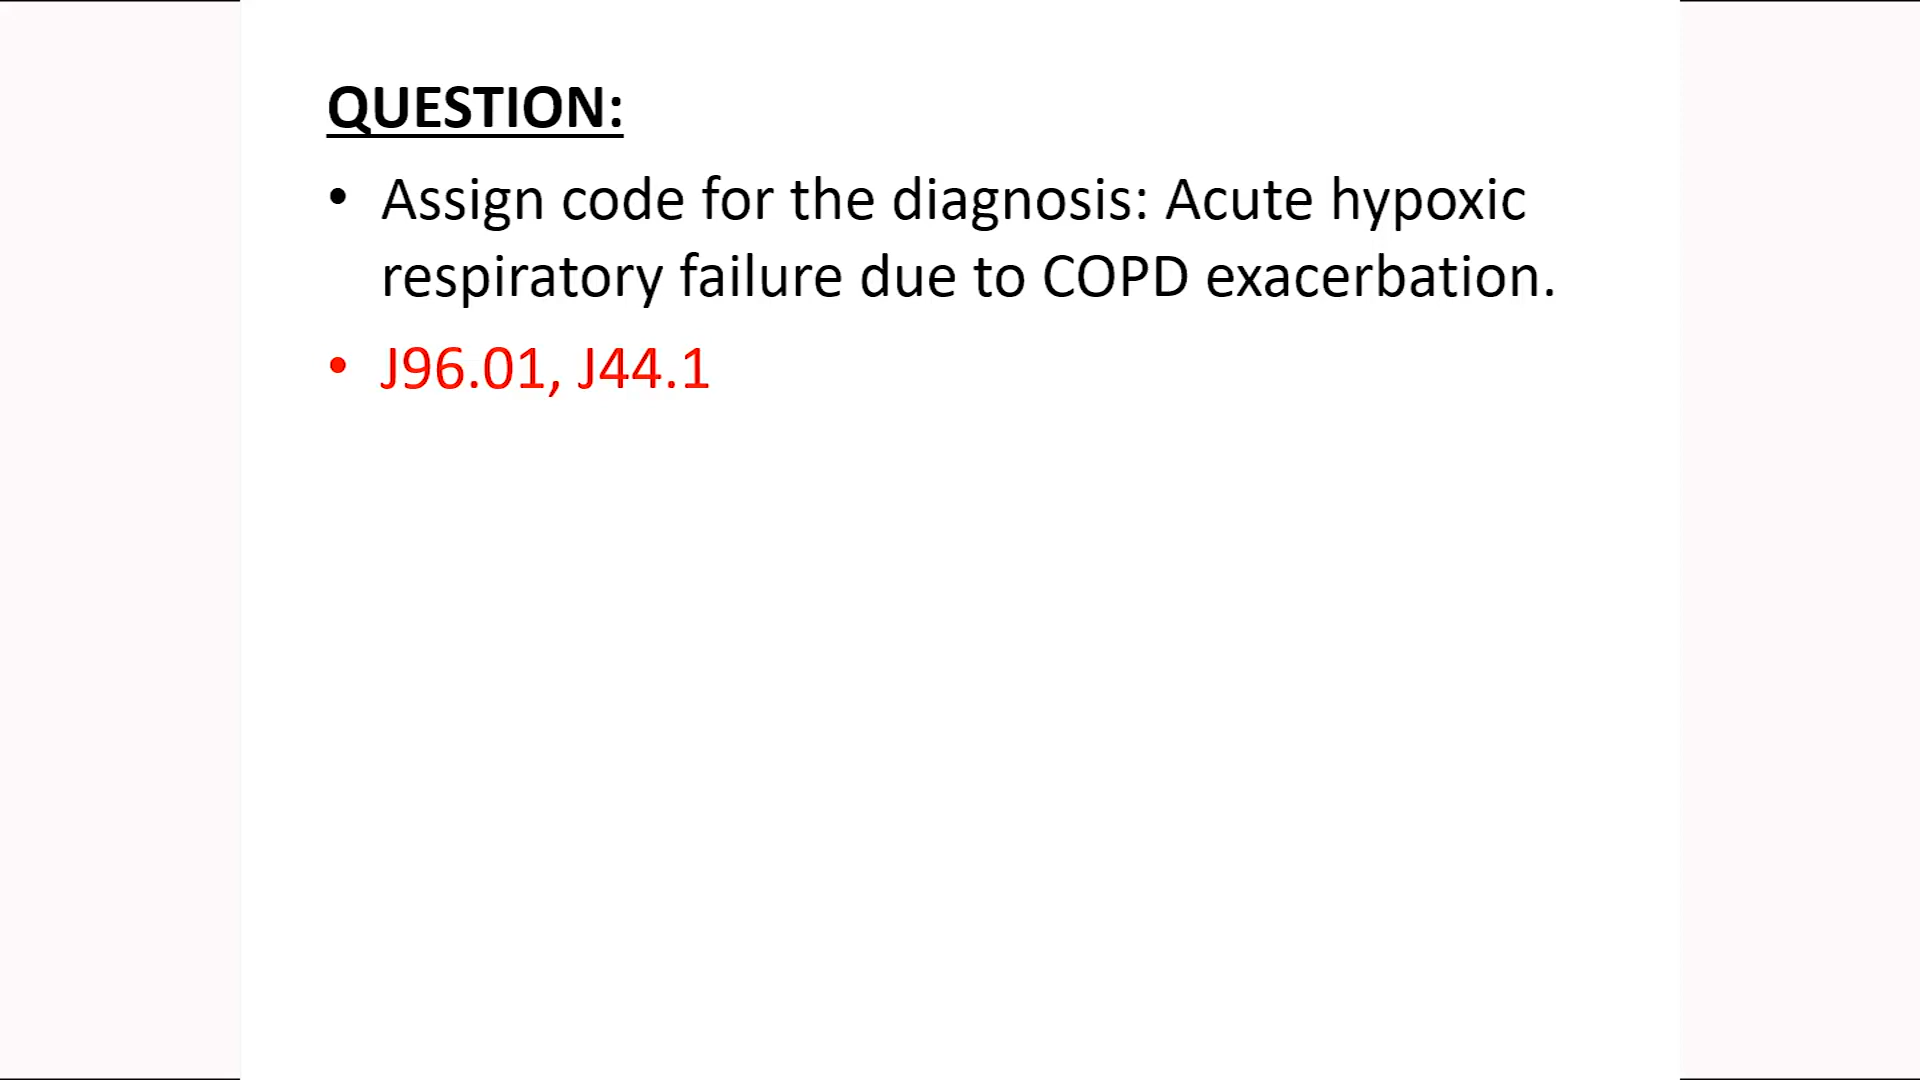 QUESTION:
• Assign code for the diagnosis: Acute hypoxic
respiratory failure due to COPD exacerbation.
• J96.01, J44.1